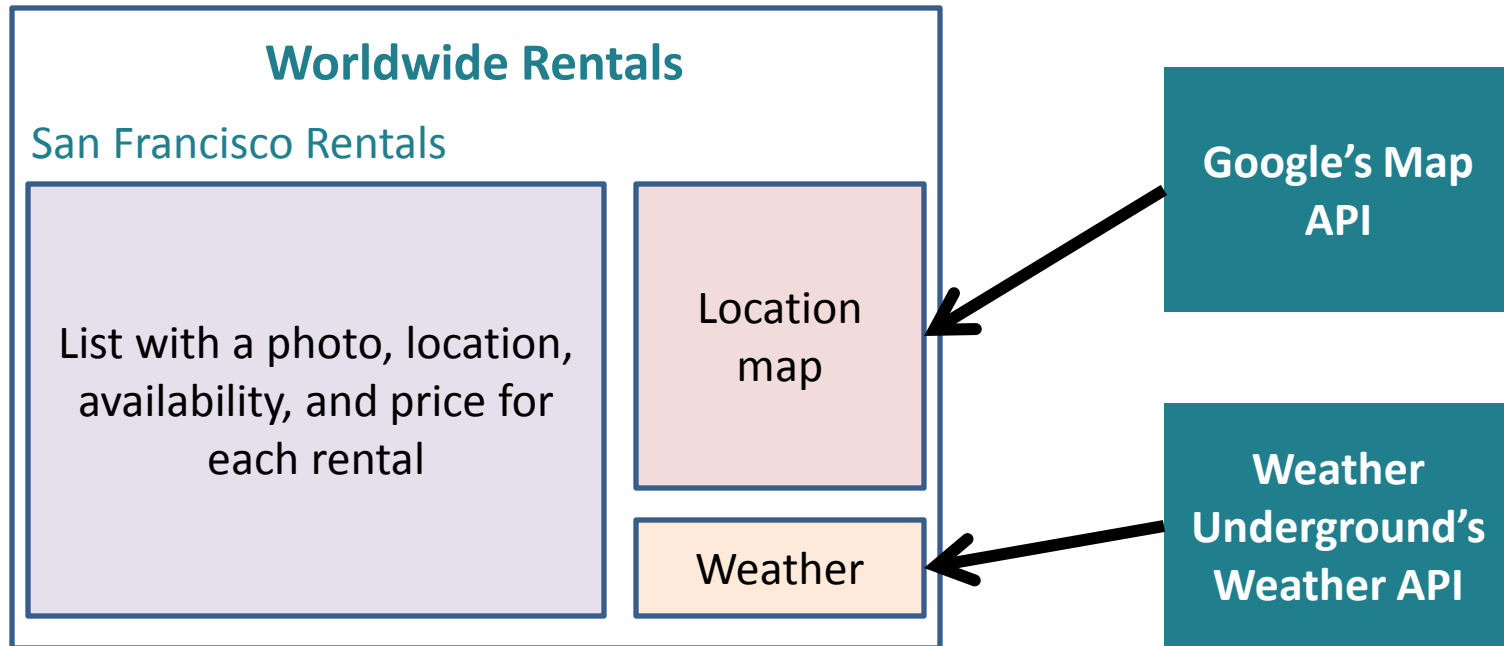 Worldwide Rentals
San Francisco Rentals
List with a photo, location,
availability, and price for
each rental
Location
map
Weather
Google’s Map
API
Weather
Underground’s
Weather API